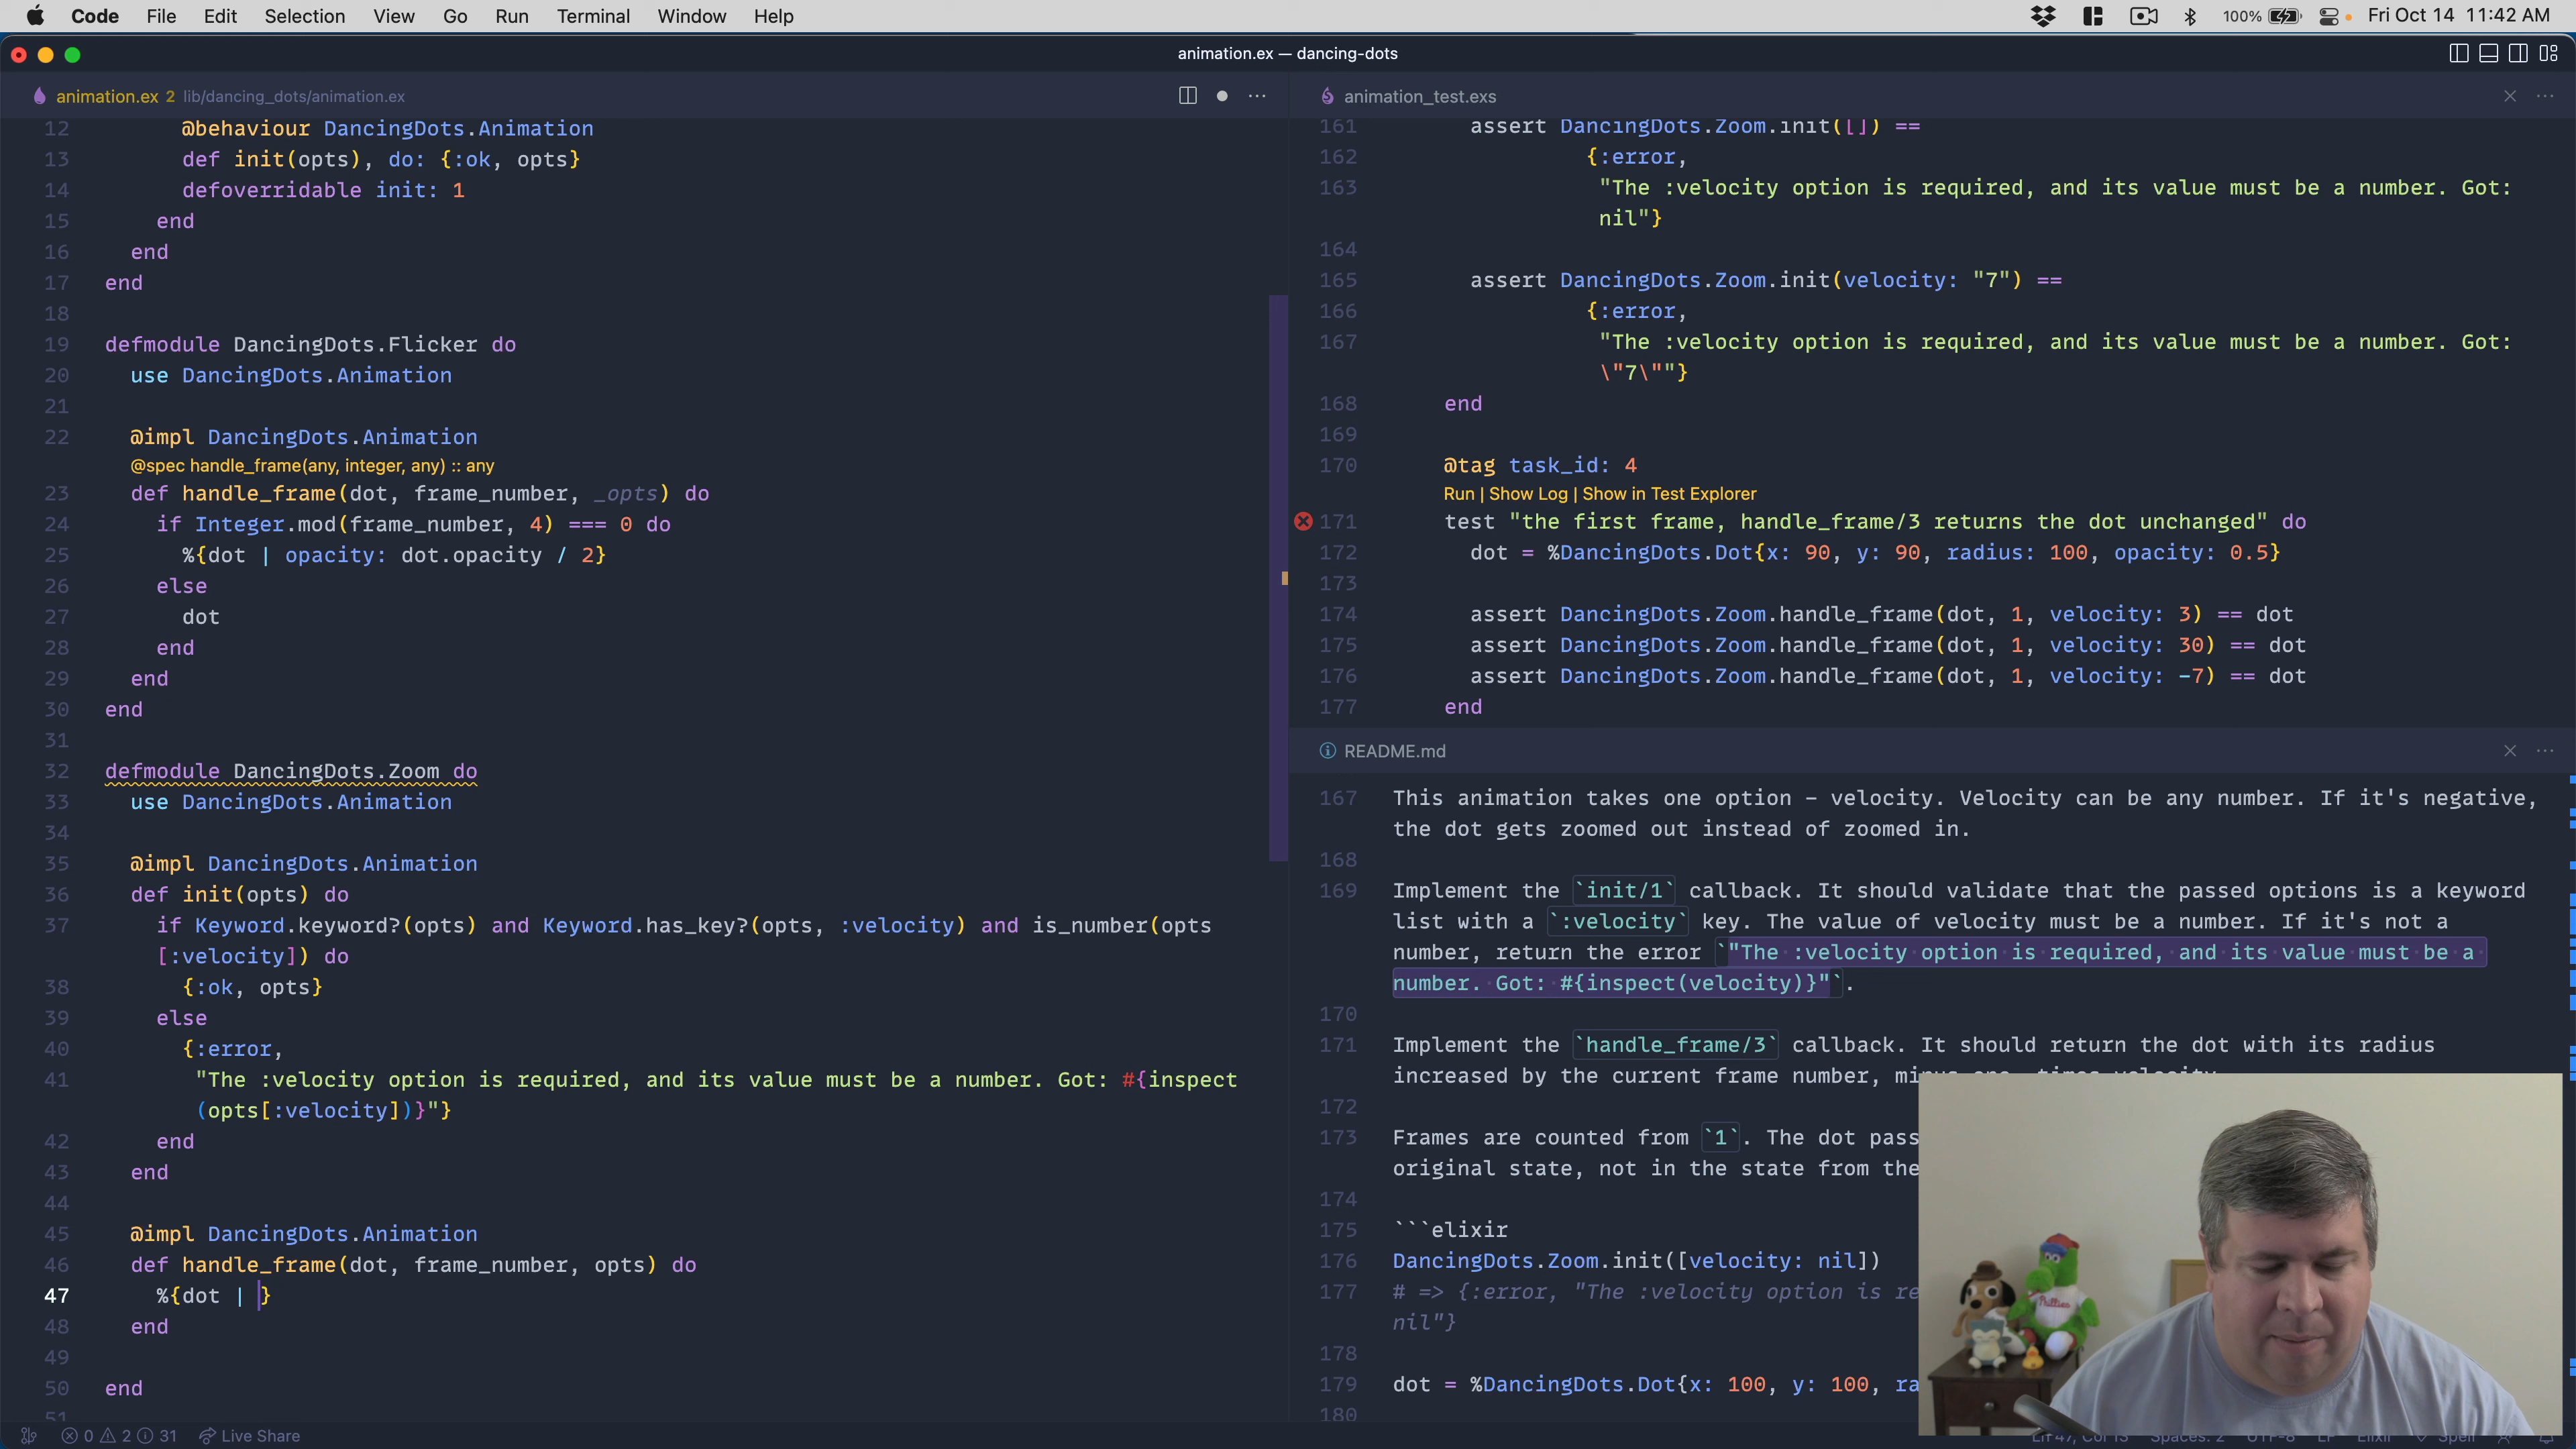 Code File Edit Selection View Go Run Terminal Window Help 100% Fri Oct 14 11:42 AM
animation.ex — dancing-dots
animation.ex 2 lib/dancing_dots/animation.ex
12 @behaviour DancingDots.Animation
13 def init(opts), do: {:ok, opts}
14 defoverridable init: 1
15 end
16 end
17 end
18
19 defmodule DancingDots.Flicker do
20 use DancingDots.Animation
21
22 @impl DancingDots.Animation
@spec handle_frame(any, integer, any) :: any
23 def handle_frame(dot, frame_number, _opts) do
24 if Integer.mod(frame_number, 4) === 0 do
25 %{dot | opacity: dot.opacity / 2}
26 else
27 dot
28 end
29 end
30 end
31
32 defmodule DancingDots.Zoom do
33 use DancingDots.Animation
34
35 @impl DancingDots.Animation
36 def init(opts) do
37 if Keyword.keyword?(opts) and Keyword.has_key?(opts, :velocity) and is_number(opts
[:velocity]) do
38 {:ok, opts}
39 else
40 {:error,
41 "The :velocity option is required, and its value must be a number. Got: #{inspect
(opts[:velocity])}"}
42 end
43 end
44
45 @impl DancingDots.Animation
46 def handle_frame(dot, frame_number, opts) do
47 %{dot | }
48 end
49
50 end
51
animation_test.exs
161 assert DancingDots.Zoom.init([]) ==
162 {:error,
163 "The :velocity option is required, and its value must be a number. Got:
nil"}
164
165 assert DancingDots.Zoom.init(velocity: "7") ==
166 {:error,
167 "The :velocity option is required, and its value must be a number. Got:
\"7\""}
168 end
169
170 @tag task_id: 4
Run | Show Log | Show in Test Explorer
171 test "the first frame, handle_frame/3 returns the dot unchanged" do
172 dot = %DancingDots.Dot{x: 90, y: 90, radius: 100, opacity: 0.5}
173
174 assert DancingDots.Zoom.handle_frame(dot, 1, velocity: 3) == dot
175 assert DancingDots.Zoom.handle_frame(dot, 1, velocity: 30) == dot
176 assert DancingDots.Zoom.handle_frame(dot, 1, velocity: -7) == dot
177 end
README.md
167 This animation takes one option - velocity. Velocity can be any number. If it's negative,
the dot gets zoomed out instead of zoomed in.
168
169 Implement the `init/1` callback. It should validate that the passed options is a keyword
list with a `:velocity` key. The value of velocity must be a number. If it's not a
number, return the error `"The :velocity option is required, and its value must be a
number. Got: #{inspect(velocity)}"`.
170
171 Implement the `handle_frame/3` callback. It should return the dot with its radius
increased by the current frame number, minus one, times velocity.
172
173 Frames are counted from `1`. The dot pass
original state, not in the state from the
174
175 ```elixir
176 DancingDots.Zoom.init([velocity: nil])
177 # => {:error, "The :velocity option is re
nil"}
178
179 dot = %DancingDots.Dot{x: 100, y: 100, ra
180
Phillies
0 2 31 Live Share Ln 47, Col 13 Spaces: 2 UTF-8 LF Elixir Spell